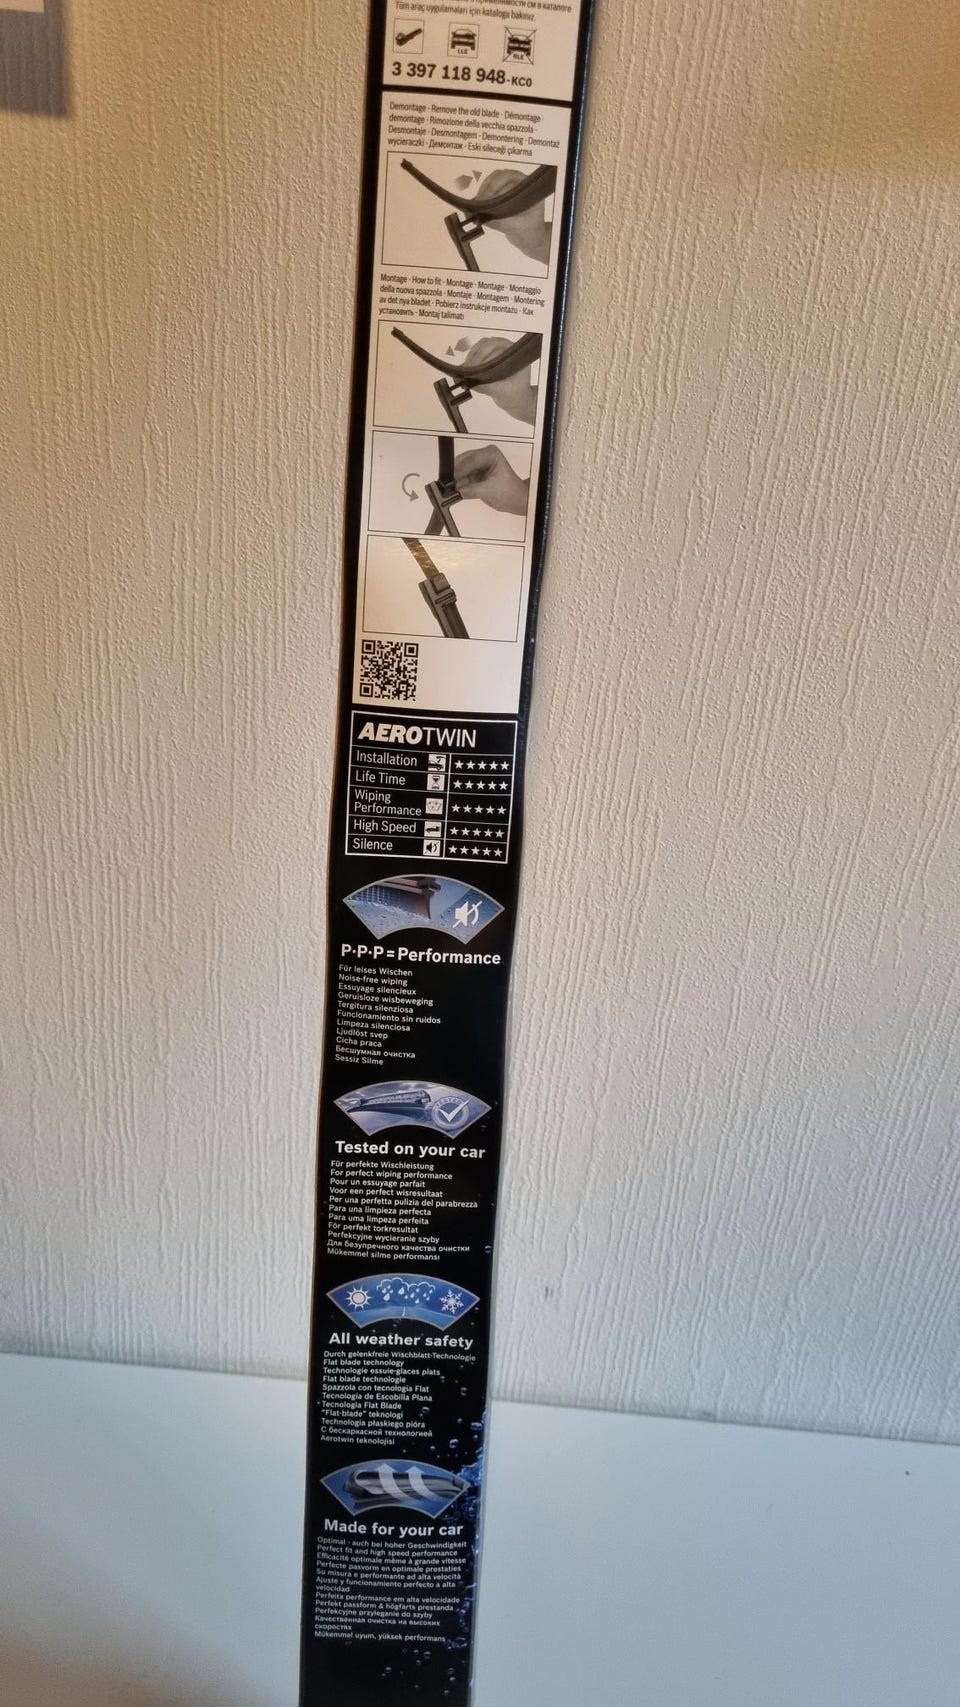 применимости см в каталоге
Tüm araç uygulamaları için kataloga bakınız.
LLE
RLE
3 397 118 948-KC0
Demontage · Remove the old blade · Démontage ·
demontage · Rimozione della vecchia spazzola ·
Desmontaje · Desmontagem · Demontering · Demontaż
wycieraczki · Демонтаж · Eski sileceği çıkarma
Montage · How to fit · Montage · Montage · Montaggio
della nuova spazzola · Montaje · Montagem · Montering
av det nya bladet · Pobierz instrukcje montażu · Как
установить · Montaj talimatı
AEROTWIN
Installation ★★★★★
Life Time ★★★★★
Wiping
Performance ★★★★★
High Speed ★★★★★
Silence ★★★★★
P·P·P=Performance
Für leises Wischen
Noise-free wiping
Essuyage silencieux
Geruisloze wisbeweging
Tergitura silenziosa
Funcionamiento sin ruidos
Limpeza silenciosa
Ljudlöst svep
Cicha praca
Бесшумная очистка
Sessiz Silme
TESTED
Tested on your car
Für perfekte Wischleistung
For perfect wiping performance
Pour un essuyage parfait
Voor een perfect wisresultaat
Per una perfetta pulizia del parabrezza
Para una limpieza perfecta
Para uma limpeza perfeita
För perfekt torkresultat
Perfekcyjne wycieranie szyby
Для безупречного качества очистки
Mükemmel silme performansı
All weather safety
Durch gelenkfreie Wischblatt-Technologie
Flat blade technology
Technologie essuie-glaces plats
Flat blade technologie
Spazzola con tecnologia Flat
Tecnología de Escobilla Plana
Tecnologia Flat Blade
"Flat-blade" teknologi
Technologia płaskiego pióra
С бескаркасной технологией
Aerotwin teknolojisi
Made for your car
Optimal - auch bei hoher Geschwindigkeit
Perfect fit and high speed performance
Efficacité optimale même à grande vitesse
Perfecte pasvorm en optimale prestaties
Su misura e performante ad alta velocità
Ajuste y funcionamiento perfecto a alta
velocidad
Perfeita performance em alta velocidade
Perfekt passform & högfarts prestanda
Perfekcyjne przyleganie do szyby
Качественная очистка на высоких
скоростях
Mükemmel uyum, yüksek performans